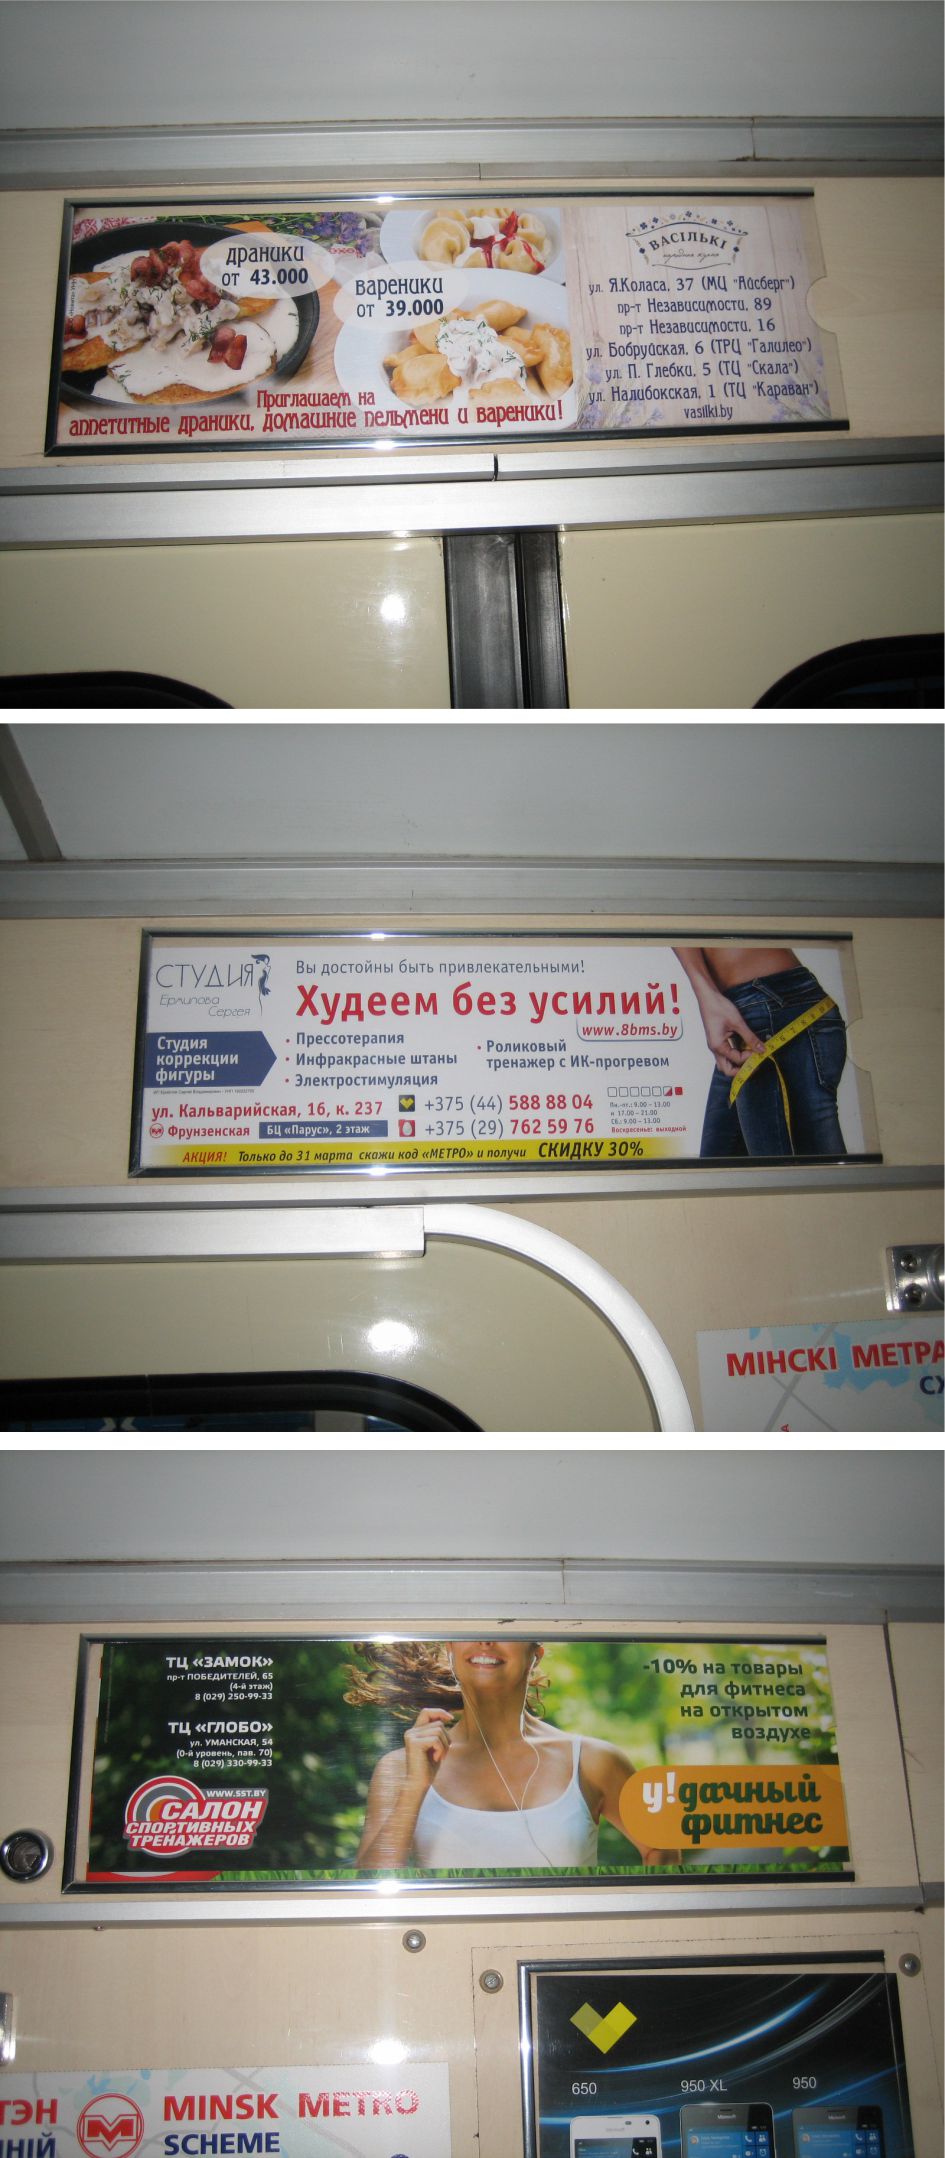 драники
от 43.000
вареники
от 39.000
Приглашаем на
аппетитные драники, домашние пельмени и вареники!
ВАСІЛЬКІ
народная кухня
ул. Я.Коласа, 37 (МЦ "Айсберг")
пр-т Независимости, 89
пр-т Независимости, 16
ул. Бобруйская, 6 (ТРЦ "Галилео")
ул. П. Глебки, 5 (ТЦ "Скала")
ул. Налибокская, 1 (ТЦ "Караван")
vasilki.by
СТУДИЯ
Ермилова
Сергея
Студия
коррекции
фигуры
Вы достойны быть привлекательными!
Худеем без усилий!
www.8bms.by
• Прессотерапия
• Инфракрасные штаны
• Электростимуляция
• Роликовый
тренажер с ИК-прогревом
ул. Кальварийская, 16, к. 237
Фрунзенская БЦ «Парус», 2 этаж
+375 (44) 588 88 04
+375 (29) 762 59 76
Пн.-пт.: 9.00 – 13.00
и 17.00 – 21.00
Сб.: 9.00 – 13.00
Воскресенье: выходной
АКЦИЯ! Только до 31 марта скажи код «МЕТРО» и получи СКИДКУ 30%
МІНСКІ МЕТРА
СХ
ТЦ «ЗАМОК»
пр-т ПОБЕДИТЕЛЕЙ, 65
(4-й этаж)
8 (029) 250-99-33
ТЦ «ГЛОБО»
ул. УМАНСКАЯ, 54
(0-й уровень, пав. 70)
8 (029) 330-99-33
WWW.SST.BY
САЛОН
СПОРТИВНЫХ
ТРЕНАЖЕРОВ
-10% на товары
для фитнеса
на открытом
воздухе
у!дачный
фитнес
650
950 XL
950
Microsoft
ТЭН
НІЙ
MINSK METRO
SCHEME